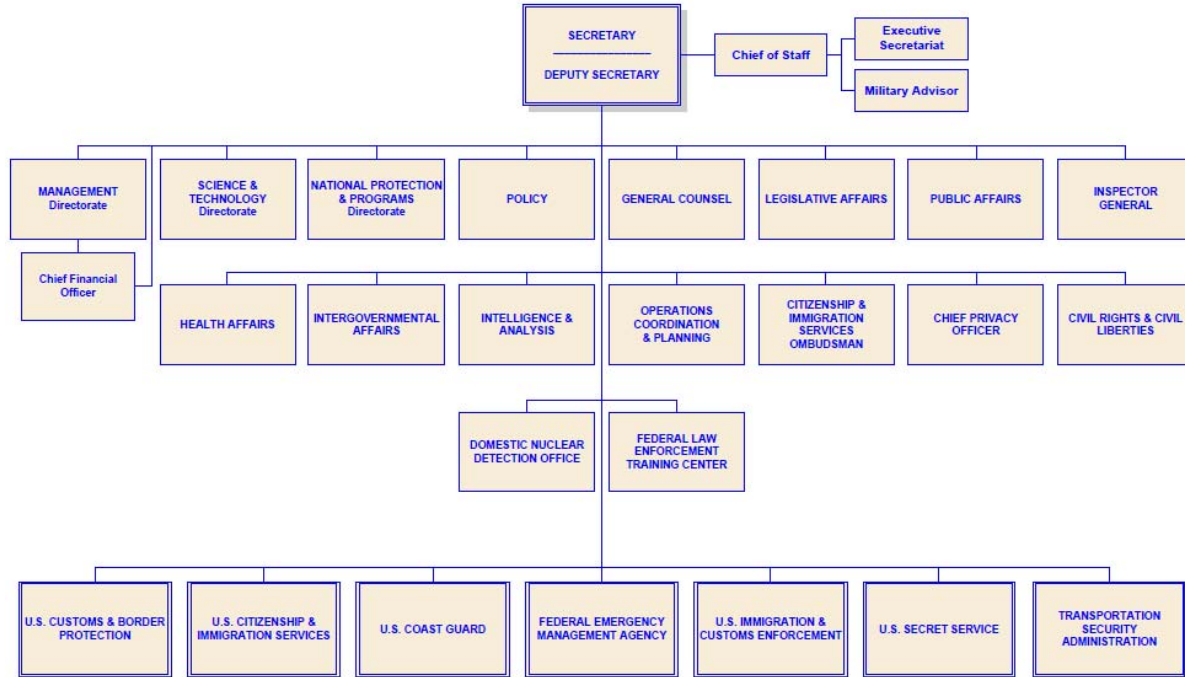 SECRETARY
DEPUTY SECRETARY
Chief of Staff
Executive
Secretariat
Military Advisor
MANAGEMENT
Directorate
SCIENCE &
TECHNOLOGY
Directorate
NATIONAL PROTECTION
& PROGRAMS
Directorate
POLICY
GENERAL COUNSEL
LEGISLATIVE AFFAIRS
PUBLIC AFFAIRS
INSPECTOR
GENERAL
Chief Financial
Officer
HEALTH AFFAIRS
INTERGOVERNMENTAL
AFFAIRS
INTELLIGENCE &
ANALYSIS
OPERATIONS
COORDINATION
& PLANNING
CITIZENSHIP &
IMMIGRATION
SERVICES
OMBUDSMAN
CHIEF PRIVACY
OFFICER
CIVIL RIGHTS & CIVIL
LIBERTIES
DOMESTIC NUCLEAR
DETECTION OFFICE
FEDERAL LAW
ENFORCEMENT
TRAINING CENTER
U.S. CUSTOMS & BORDER
PROTECTION
U.S. CITIZENSHIP &
IMMIGRATION SERVICES
U.S. COAST GUARD
FEDERAL EMERGENCY
MANAGEMENT AGENCY
U.S. IMMIGRATION &
CUSTOMS ENFORCEMENT
U.S. SECRET SERVICE
TRANSPORTATION
SECURITY
ADMINISTRATION